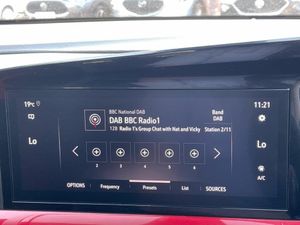 BBC National DAB
19°c
DAB BBC Radio1
Band
DAB
11:21
128 Radio 1's Group Chat with Nat and Vicky
Station 2/11
Lo
Lo
2 3 4 5 6
A/C
OPTIONS Frequency Presets List SOURCES